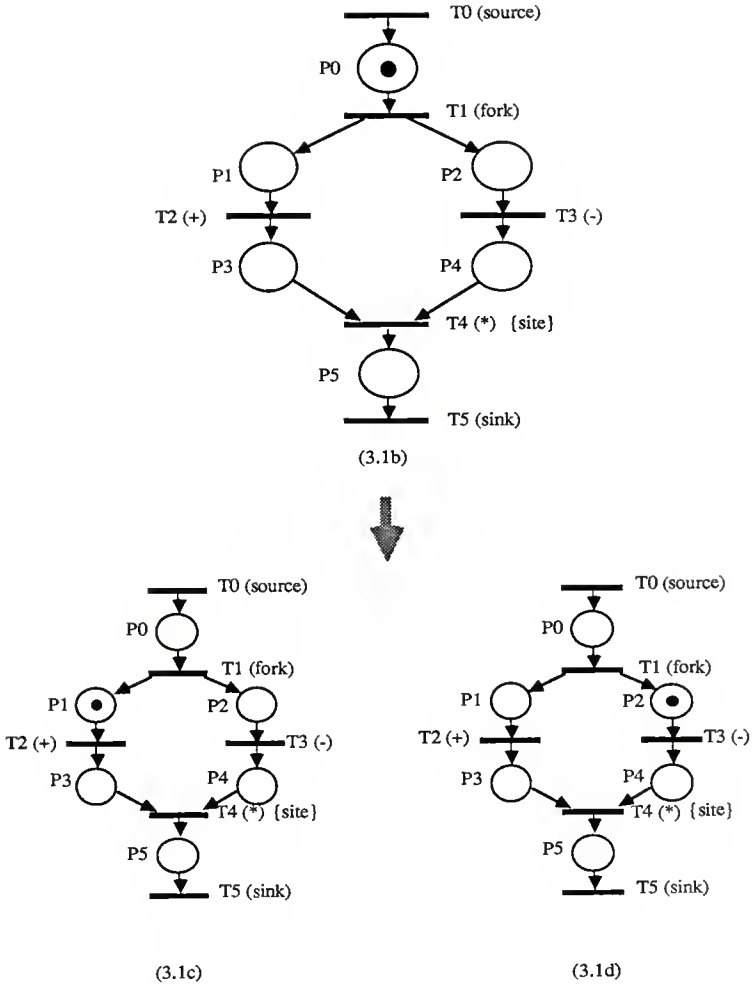 T0 (source)
P0
T1 (fork)
P1
P2
T2 (+)
T3 (-)
P3
P4
T4 (*) {site}
P5
T5 (sink)
(3.1b)
T0 (source)
P0
T1 (fork)
P1
P2
T2 (+)
T3 (-)
P3
P4
T4 (*) {site}
P5
T5 (sink)
(3.1c)
T0 (source)
P0
T1 (fork)
P1
P2
T2 (+)
T3 (-)
P3
P4
T4 (*) {site}
P5
T5 (sink)
(3.1d)